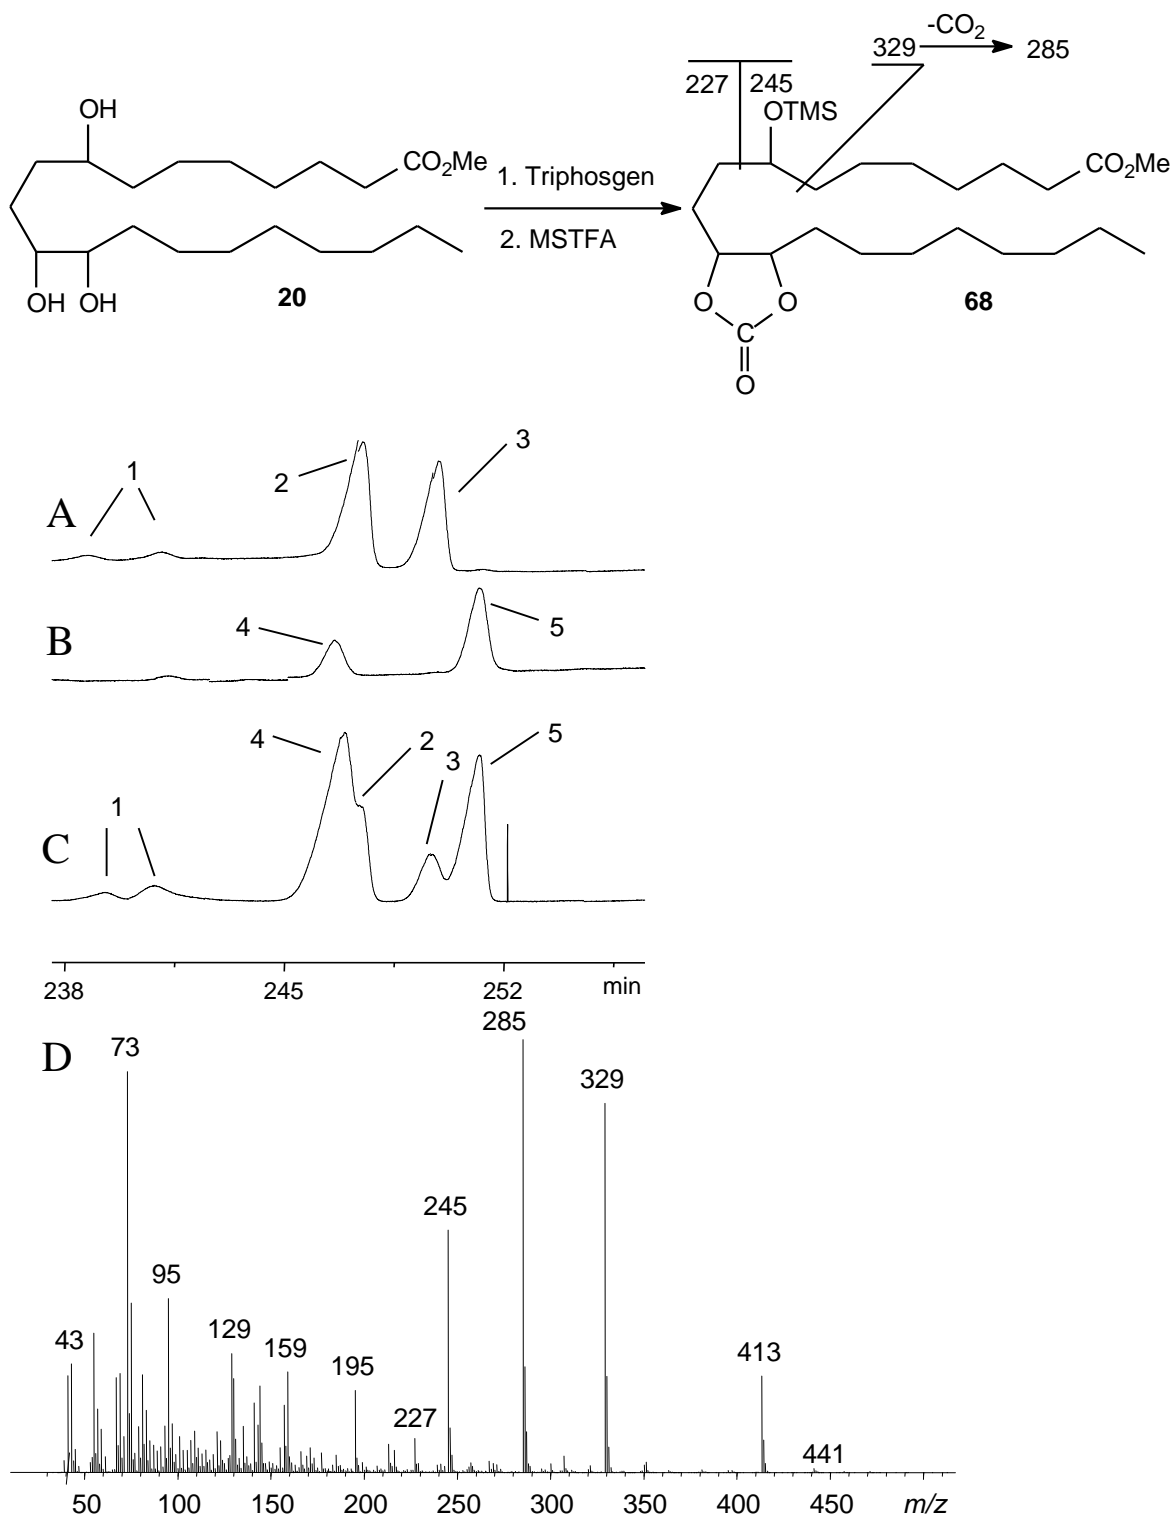 -CO2
329 285
227 245
OH OTMS
CO2Me 1. Triphosgen CO2Me
2. MSTFA
OH OH 20 O O 68
C
O
A 1 2 3
B 4 5
C 1 4 2 3 5
238 245 252 min
D 73 285
329
245
95
43 129 159 195 413
227 441
50 100 150 200 250 300 350 400 450 m/z